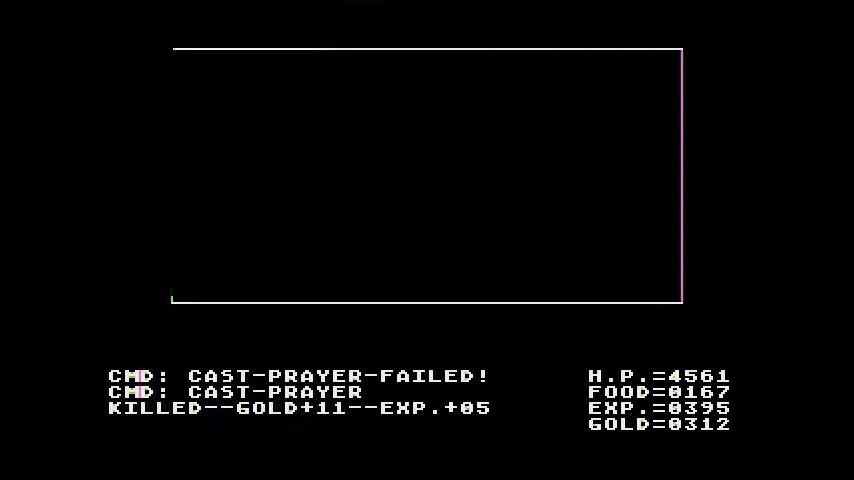 CMD: CAST-PRAYER-FAILED!
CMD: CAST-PRAYER
KILLED--GOLD+11--EXP.+05
H.P.=4561
FOOD=0167
EXP.=0395
GOLD=0312